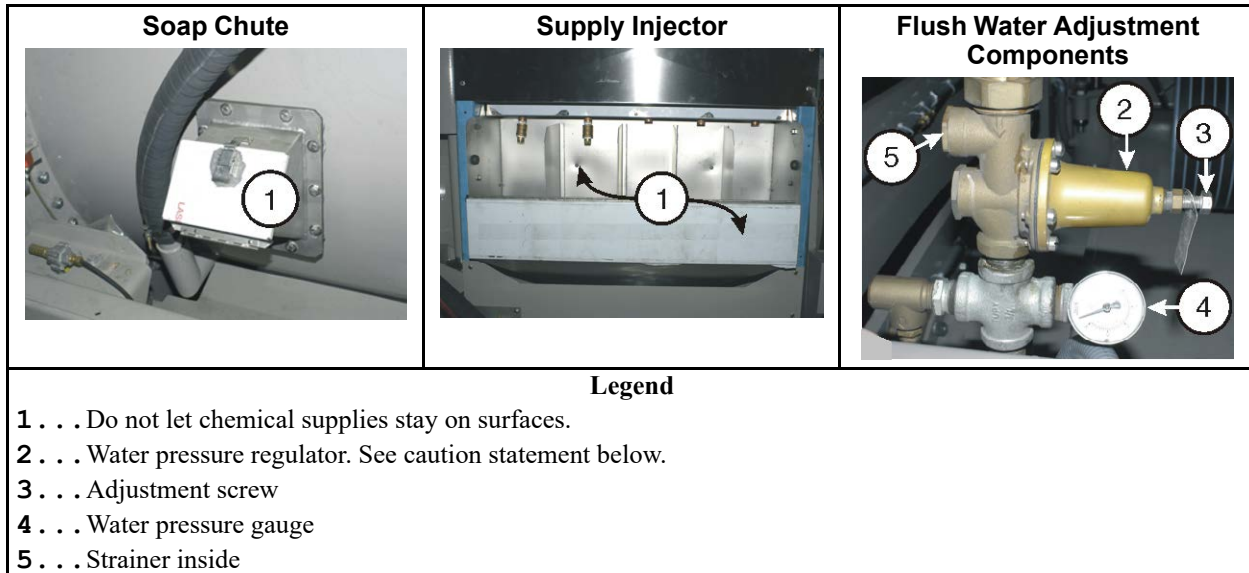 Soap Chute
Supply Injector
Flush Water Adjustment
Components
1
1
2
3
5
4
Legend
1...Do not let chemical supplies stay on surfaces.
2...Water pressure regulator. See caution statement below.
3...Adjustment screw
4...Water pressure gauge
5...Strainer inside